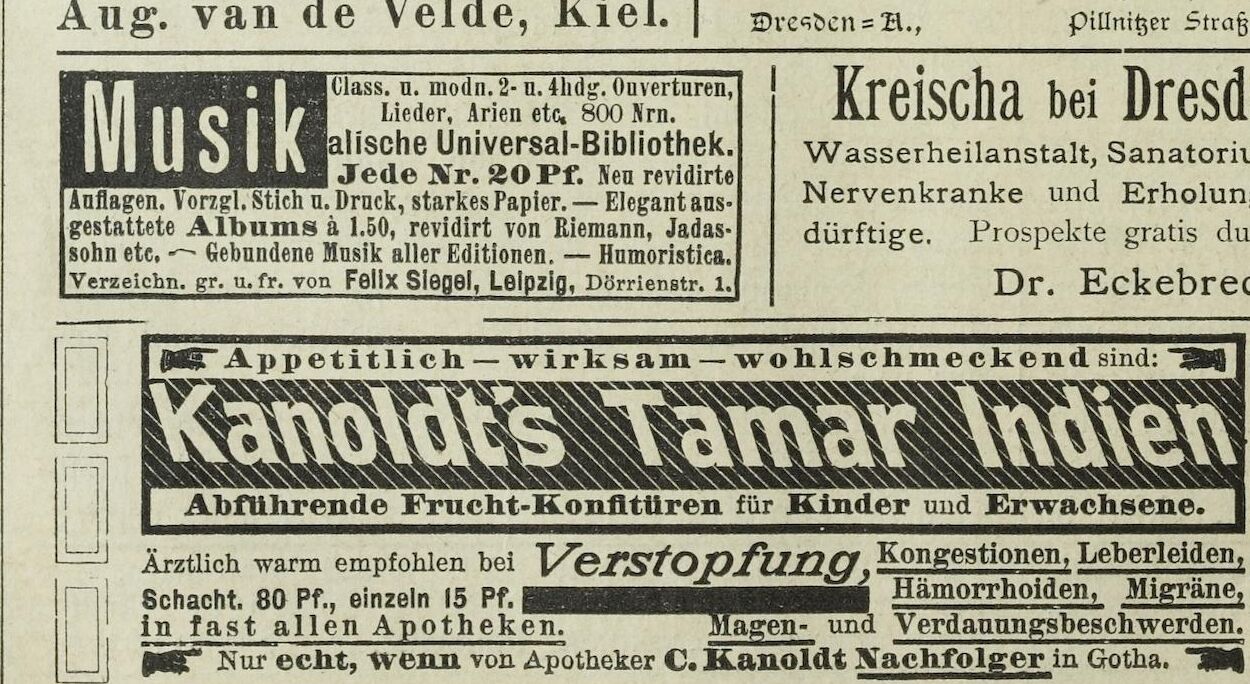 Aug. van de Velde, Kiel.
Dresden=A., Pillnitzer Straß
Musik
Class. u. modn. 2- u. 4hdg. Ouverturen,
Lieder, Arien etc. 800 Nrn.
alische Universal-Bibliothek.
Jede Nr. 20 Pf. Neu revidirte
Auflagen. Vorzgl. Stich u. Druck, starkes Papier. — Elegant aus-
gestattete Albums à 1.50, revidirt von Riemann, Jadas-
sohn etc. — Gebundene Musik aller Editionen. — Humoristica.
Verzeichn. gr. u. fr. von Felix Siegel, Leipzig, Dörrienstr. 1.
Kreischa bei Dresd
Wasserheilanstalt, Sanatoriu
Nervenkranke und Erholun
dürftige. Prospekte gratis du
Dr. Eckebrec
Appetitlich — wirksam — wohlschmeckend sind:
Kanoldt's Tamar Indien
Abführende Frucht-Konfitüren für Kinder und Erwachsene.
Ärztlich warm empfohlen bei Verstopfung, Kongestionen, Leberleiden,
Schacht. 80 Pf., einzeln 15 Pf. Hämorrhoiden, Migräne,
in fast allen Apotheken. Magen- und Verdauungsbeschwerden.
Nur echt, wenn von Apotheker C. Kanoldt Nachfolger in Gotha.